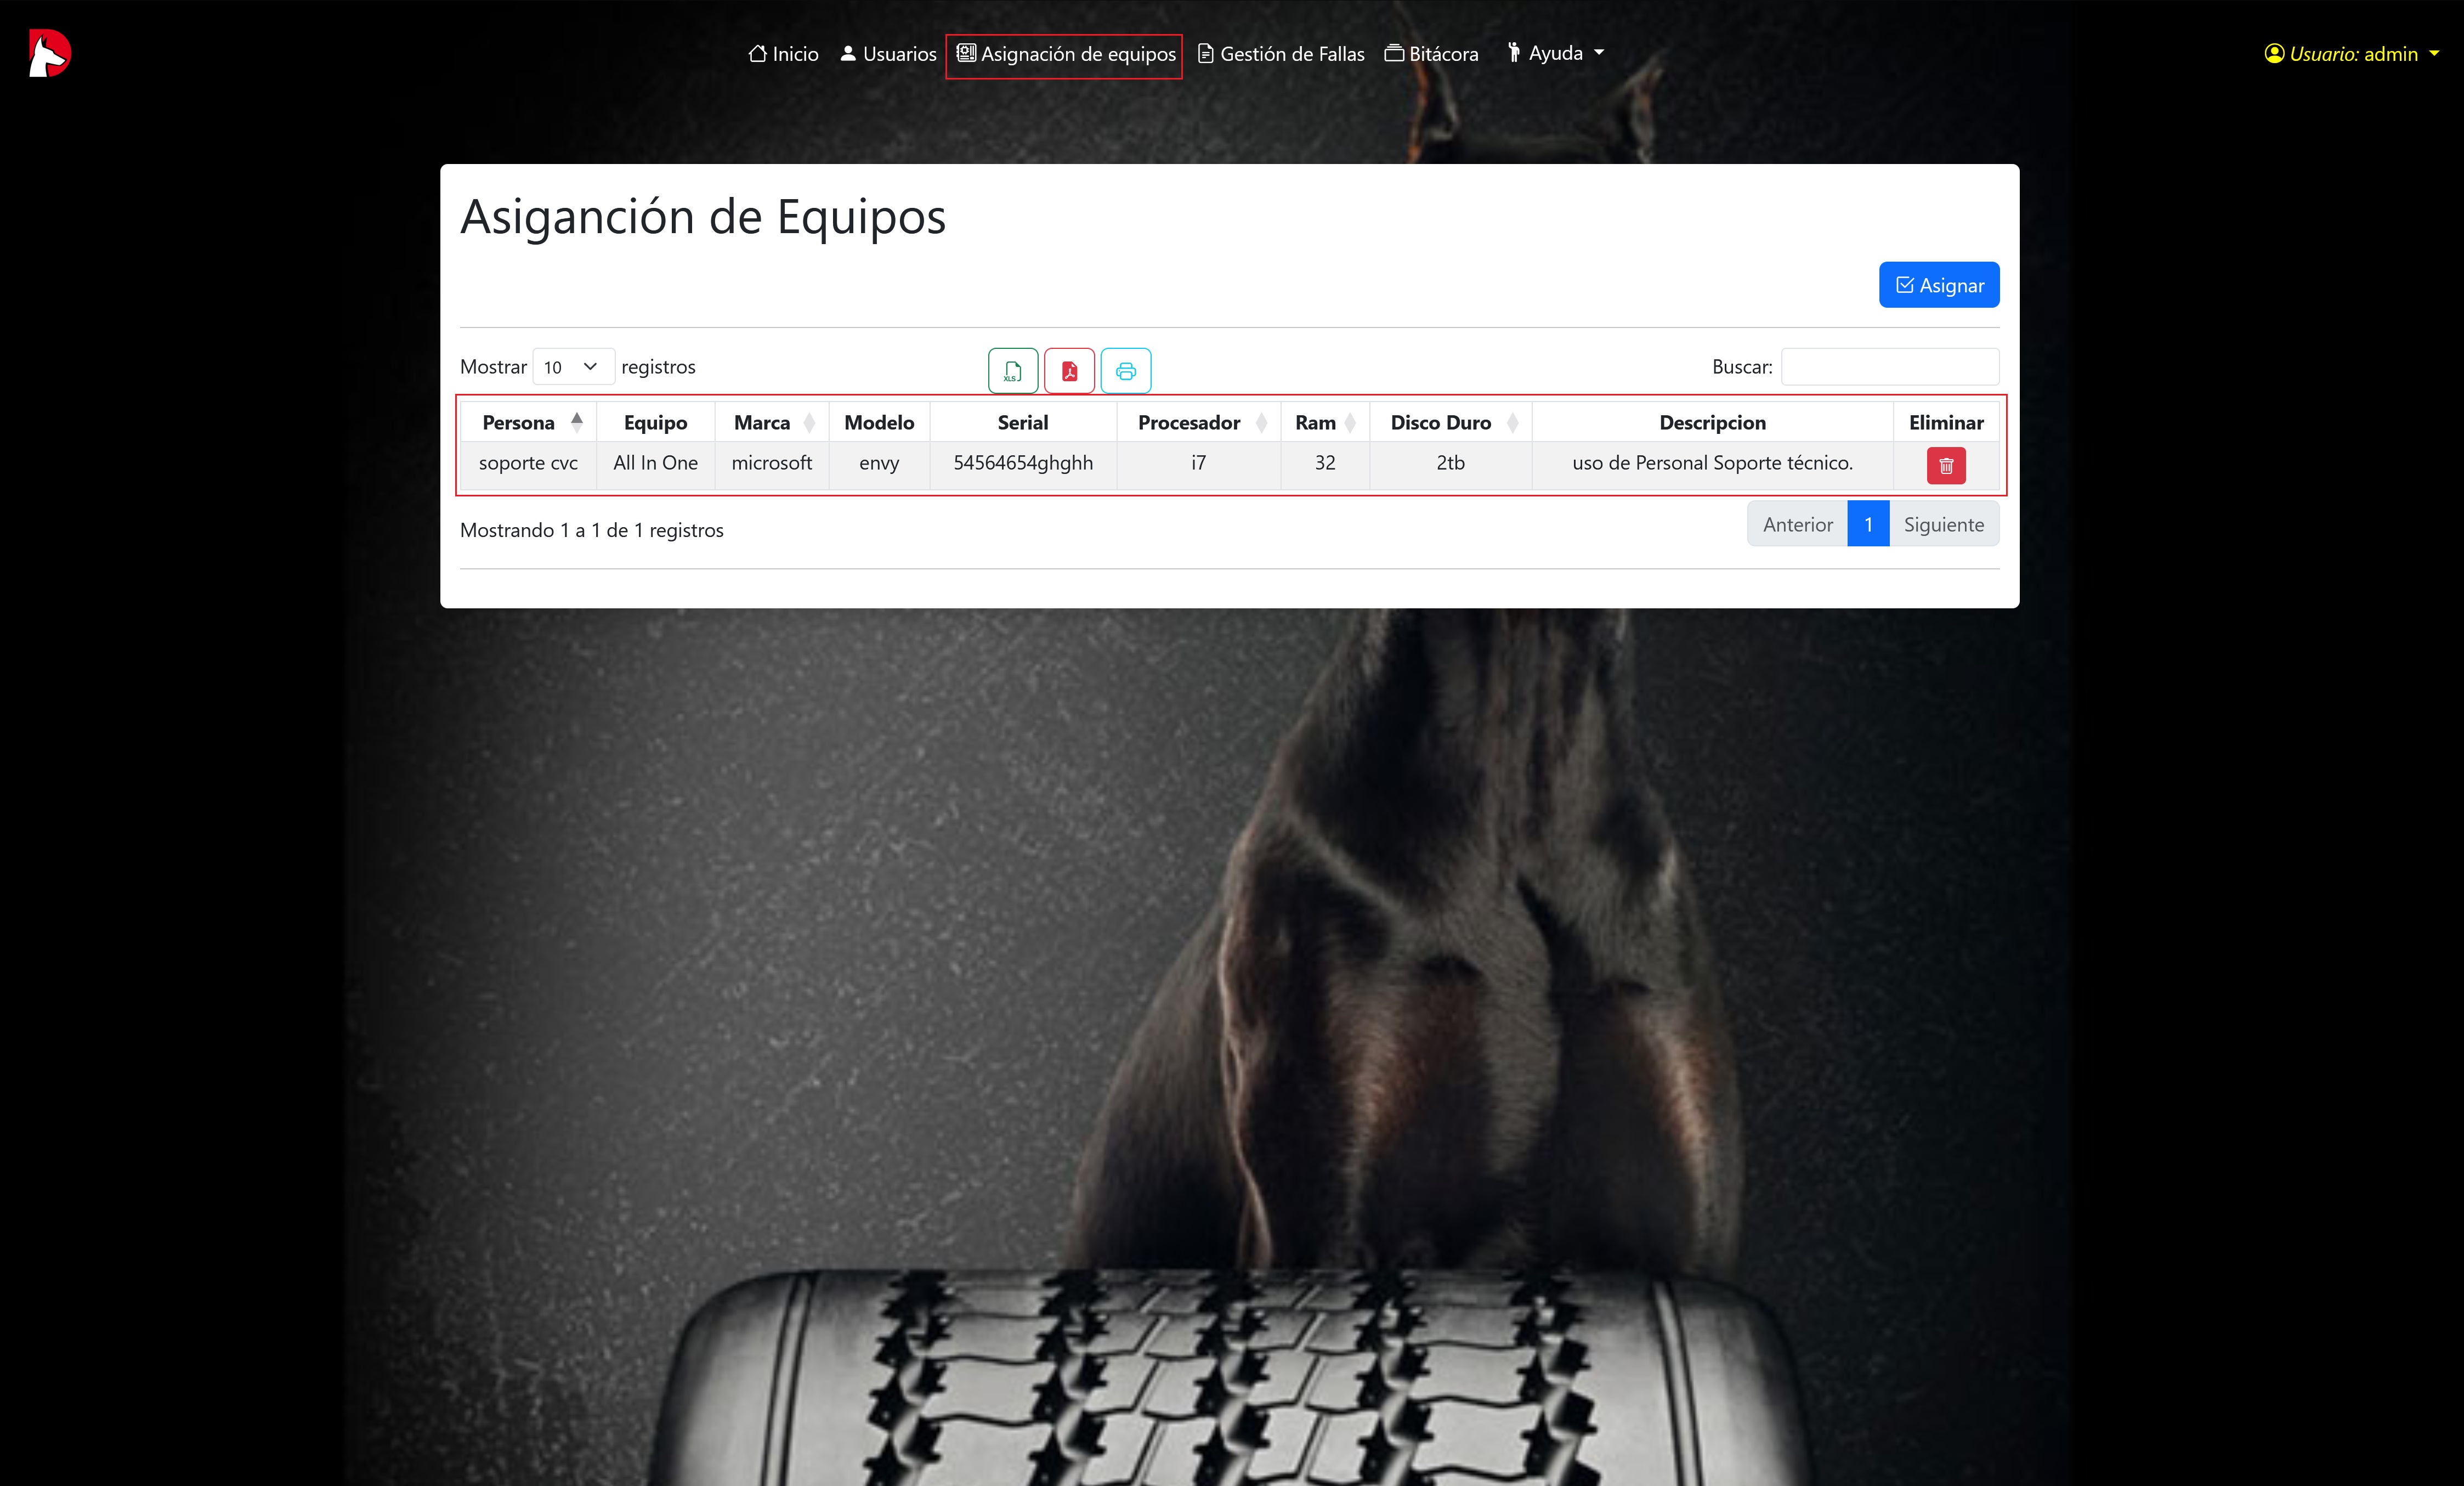 Inicio Usuarios Asignación de equipos Gestión de Fallas Bitácora Ayuda Usuario: admin
Asiganción de Equipos
Asignar
Mostrar 10 registros XLS Buscar:
Persona Equipo Marca Modelo Serial Procesador Ram Disco Duro Descripcion Eliminar
soporte cvc All In One microsoft envy 54564654ghghh i7 32 2tb uso de Personal Soporte técnico.
Mostrando 1 a 1 de 1 registros Anterior 1 Siguiente